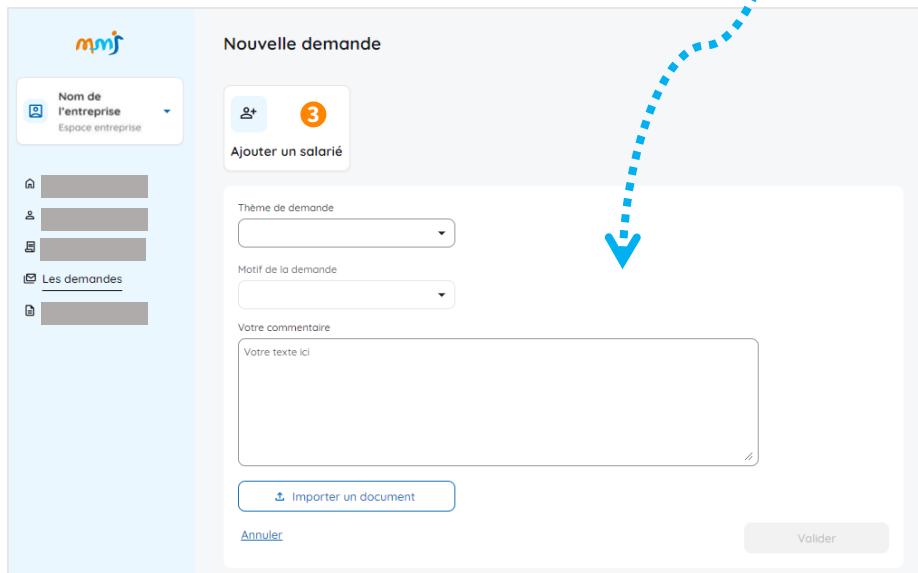 mmj
Nouvelle demande
Nom de
l'entreprise
Espace entreprise
3
Ajouter un salarié
Les demandes
Thème de demande
Motif de la demande
Votre commentaire
Votre texte ici
Importer un document
Annuler
Valider